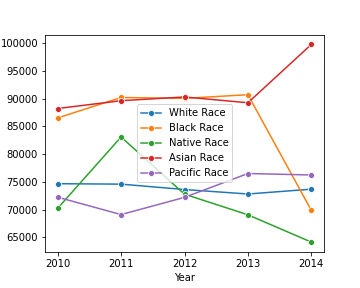 100000
95000
90000
85000
80000
75000
70000
65000
White Race
Black Race
Native Race
Asian Race
Pacific Race
2010 2011 2012 2013 2014
Year